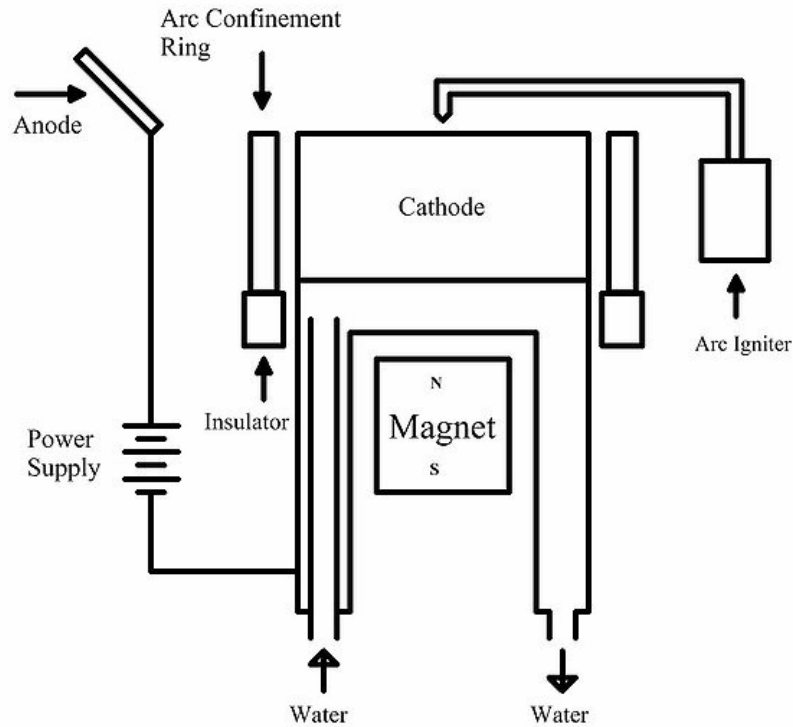 Arc Confinement
Ring
Anode
Cathode
Arc Igniter
Insulator
N
Magnet
S
Power
Supply
Water
Water